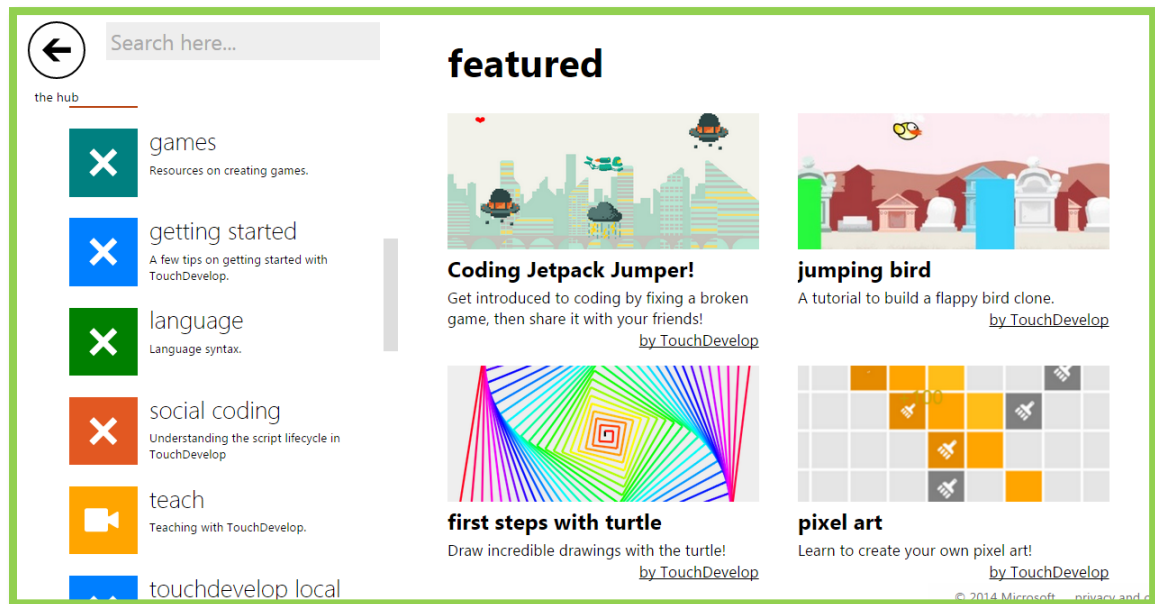 Search here...
the hub
games
Resources on creating games.
getting started
A few tips on getting started with
TouchDevelop.
language
Language syntax.
social coding
Understanding the script lifecycle in
TouchDevelop
teach
Teaching with TouchDevelop.
touchdevelop local
featured
Coding Jetpack Jumper!
Get introduced to coding by fixing a broken
game, then share it with your friends!
by TouchDevelop
jumping bird
A tutorial to build a flappy bird clone.
by TouchDevelop
first steps with turtle
Draw incredible drawings with the turtle!
by TouchDevelop
pixel art
Learn to create your own pixel art!
by TouchDevelop
© 2014 Microsoft privacy and